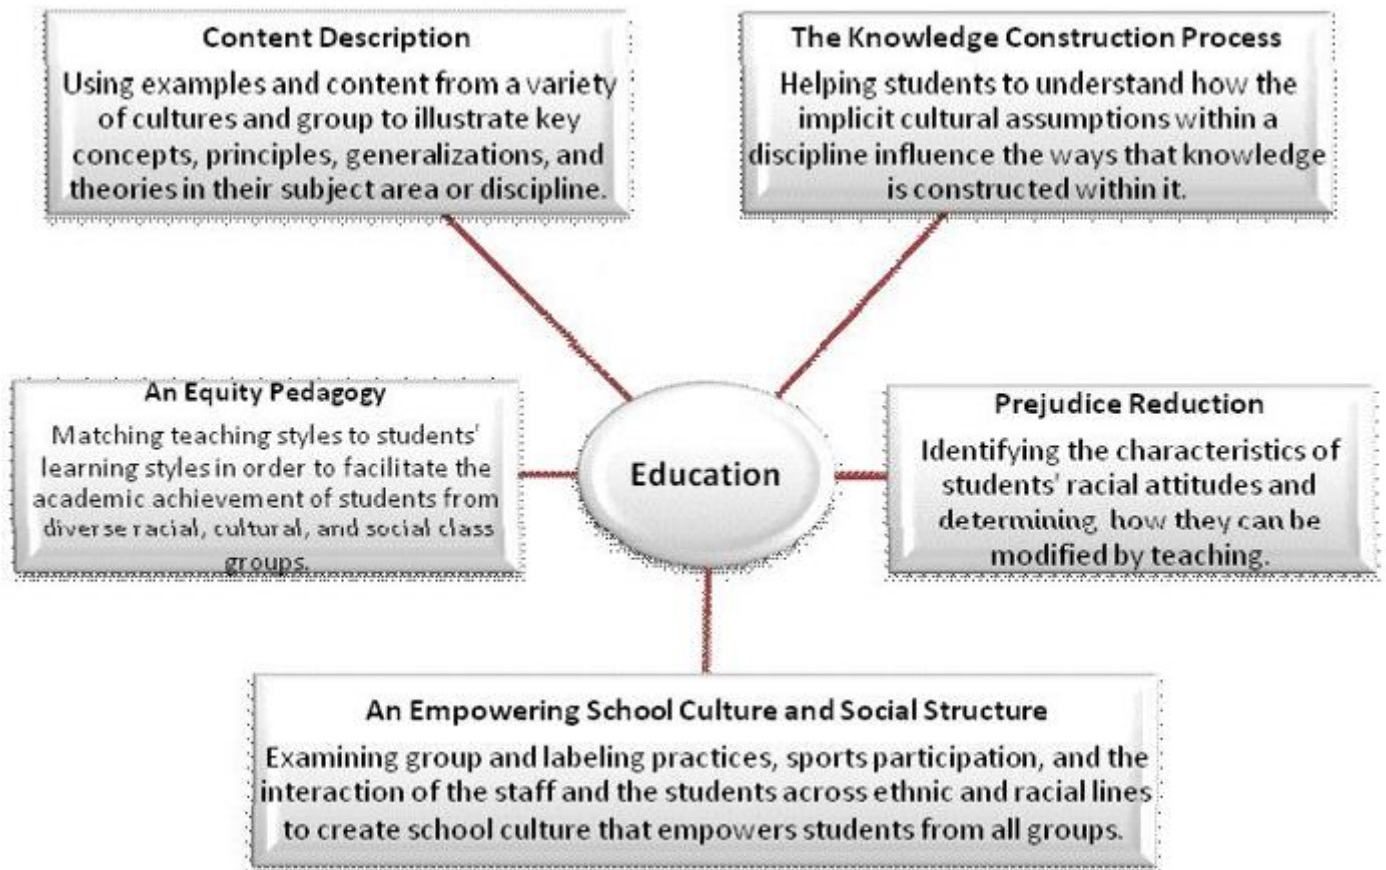 Content Description
Using examples and content from a variety
of cultures and group to illustrate key
concepts, principles, generalizations, and
theories in their subject area or discipline.
The Knowledge Construction Process
Helping students to understand how the
implicit cultural assumptions within a
discipline influence the ways that knowledge
is constructed within it.
An Equity Pedagogy
Matching teaching styles to students'
learning styles in order to facilitate the
academic achievement of students from
diverse racial, cultural, and social class
groups.
Education
Prejudice Reduction
Identifying the characteristics of
students' racial attitudes and
determining how they can be
modified by teaching.
An Empowering School Culture and Social Structure
Examining group and labeling practices, sports participation, and the
interaction of the staff and the students across ethnic and racial lines
to create school culture that empowers students from all groups.